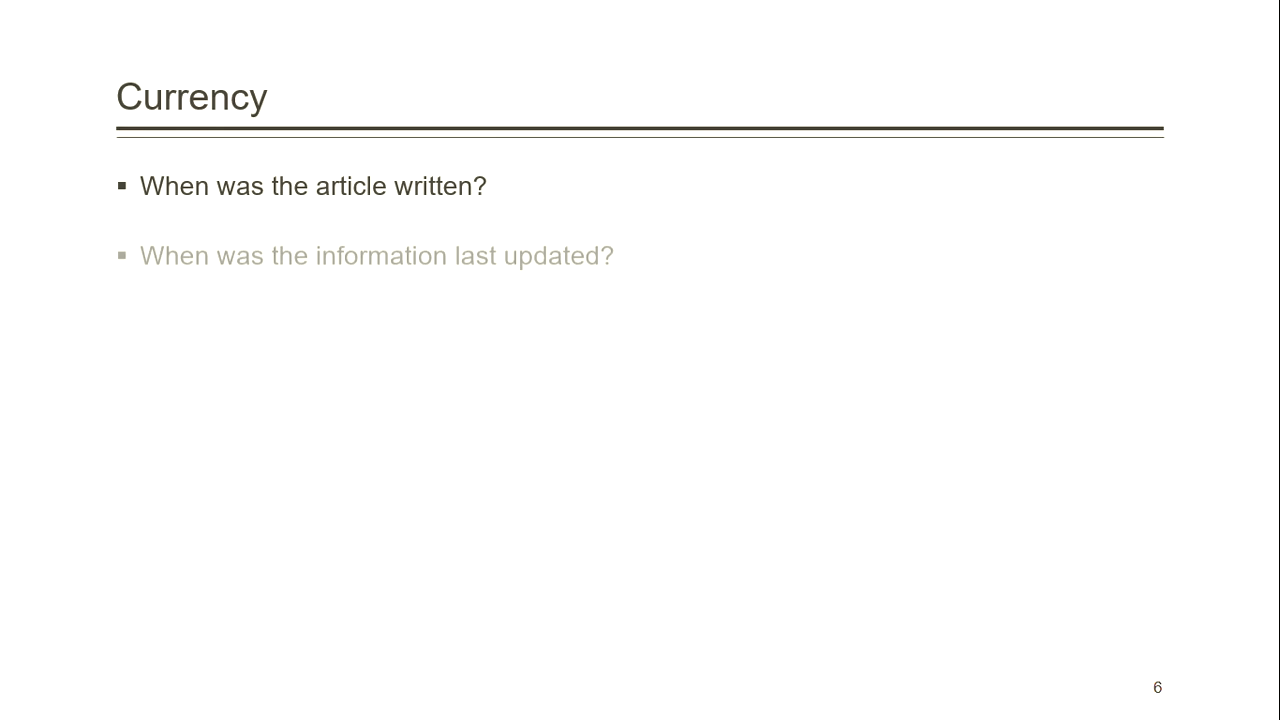 Currency
▪ When was the article written?
▪ When was the information last updated?
6